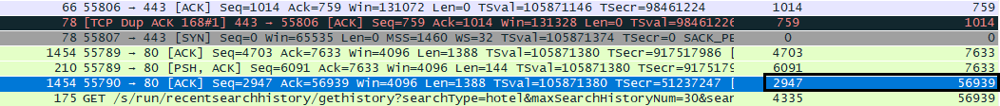 66 55806 → 443 [ACK] Seq=1014 Ack=759 Win=131072 Len=0 TSval=105871146 TSecr=98461224 1014 759
78 [TCP Dup ACK 168#1] 443 → 55806 [ACK] Seq=759 Ack=1014 Win=131328 Len=0 TSval=98461226 759 1014
78 55807 → 443 [SYN] Seq=0 Win=65535 Len=0 MSS=1460 WS=32 TSval=105871374 TSecr=0 SACK_PE 0 0
1454 55789 → 80 [ACK] Seq=4703 Ack=7633 Win=4096 Len=1388 TSval=105871380 TSecr=917517986 [ 4703 7633
210 55789 → 80 [PSH, ACK] Seq=6091 Ack=7633 Win=4096 Len=144 TSval=105871380 TSecr=9175179 6091 7633
1454 55790 → 80 [ACK] Seq=2947 Ack=56939 Win=4096 Len=1388 TSval=105871380 TSecr=51237247 [ 2947 56939
175 GET /s/run/recentsearchhistory/gethistory?searchType=hotel&maxSearchHistoryNum=30&sear 4335 56939